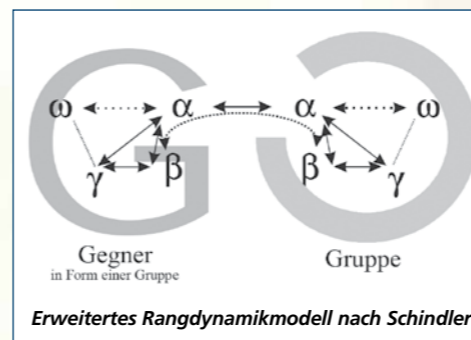 ω α α ω
γ β β γ
Gegner
in Form einer Gruppe
Gruppe
Erweitertes Rangdynamikmodell nach Schindler